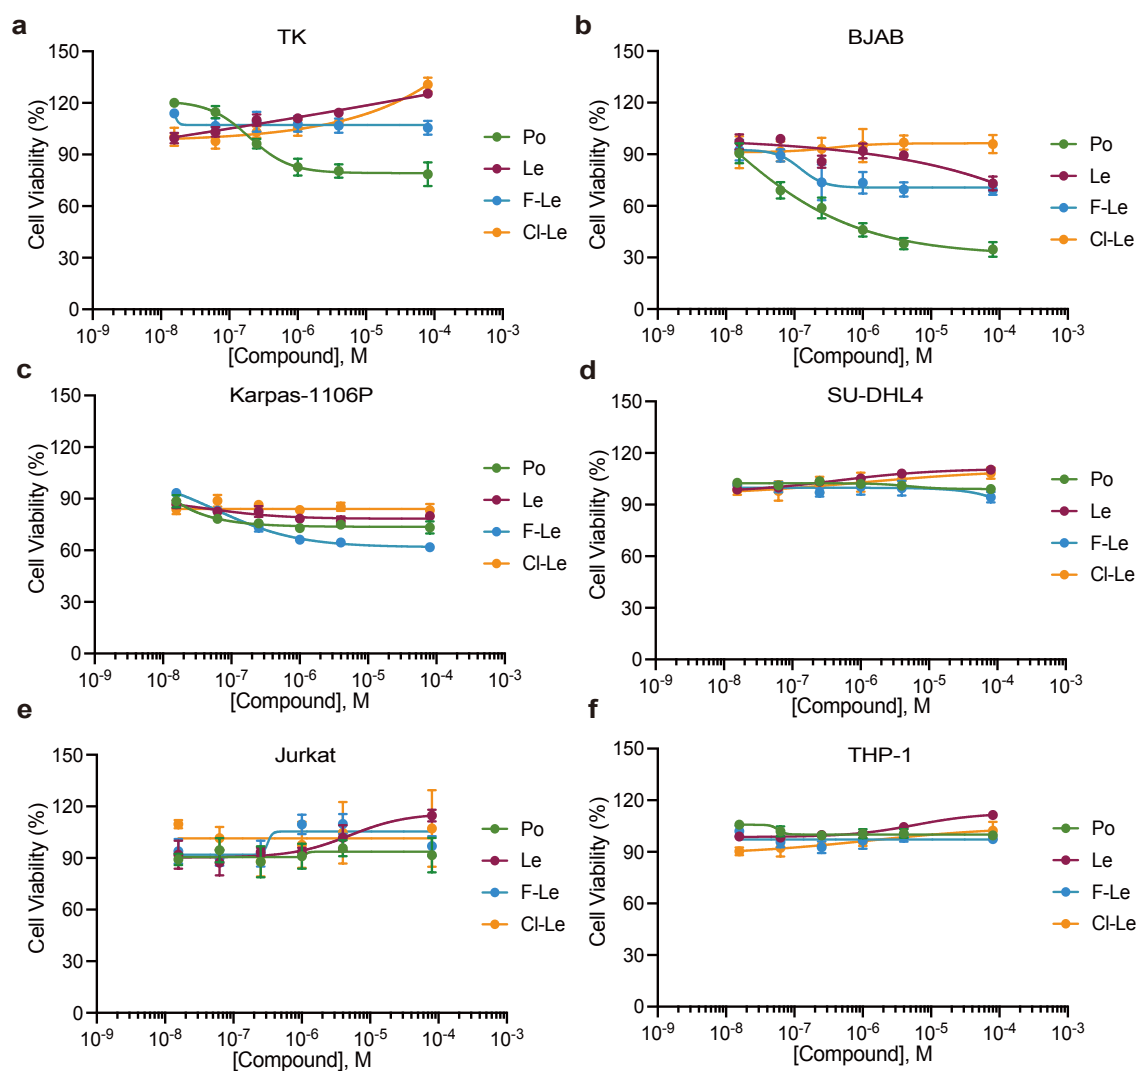 a
TK
Cell Viability (%)
150
120
90
60
30
0
10-9 10-8 10-7 10-6 10-5 10-4 10-3
[Compound], M
Po
Le
F-Le
Cl-Le
b
BJAB
Cell Viability (%)
150
120
90
60
30
0
10-9 10-8 10-7 10-6 10-5 10-4 10-3
[Compound], M
Po
Le
F-Le
Cl-Le
c
Karpas-1106P
Cell Viability (%)
150
120
90
60
30
0
10-9 10-8 10-7 10-6 10-5 10-4 10-3
[Compound], M
Po
Le
F-Le
Cl-Le
d
SU-DHL4
Cell Viability (%)
150
120
90
60
30
0
10-9 10-8 10-7 10-6 10-5 10-4 10-3
[Compound], M
Po
Le
F-Le
Cl-Le
e
Jurkat
Cell Viability (%)
150
120
90
60
30
0
10-9 10-8 10-7 10-6 10-5 10-4 10-3
[Compound], M
Po
Le
F-Le
Cl-Le
f
THP-1
Cell Viability (%)
150
120
90
60
30
0
10-9 10-8 10-7 10-6 10-5 10-4 10-3
[Compound], M
Po
Le
F-Le
Cl-Le